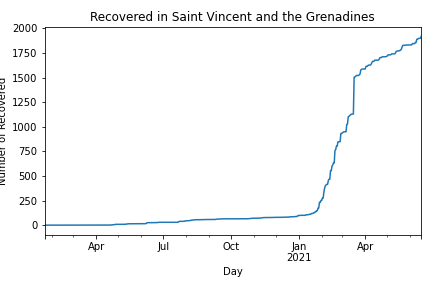 Recovered in Saint Vincent and the Grenadines
Number of Recovered
2000
1750
1500
1250
1000
750
500
250
0
Apr
Jul
Oct
Jan
2021
Apr
Day